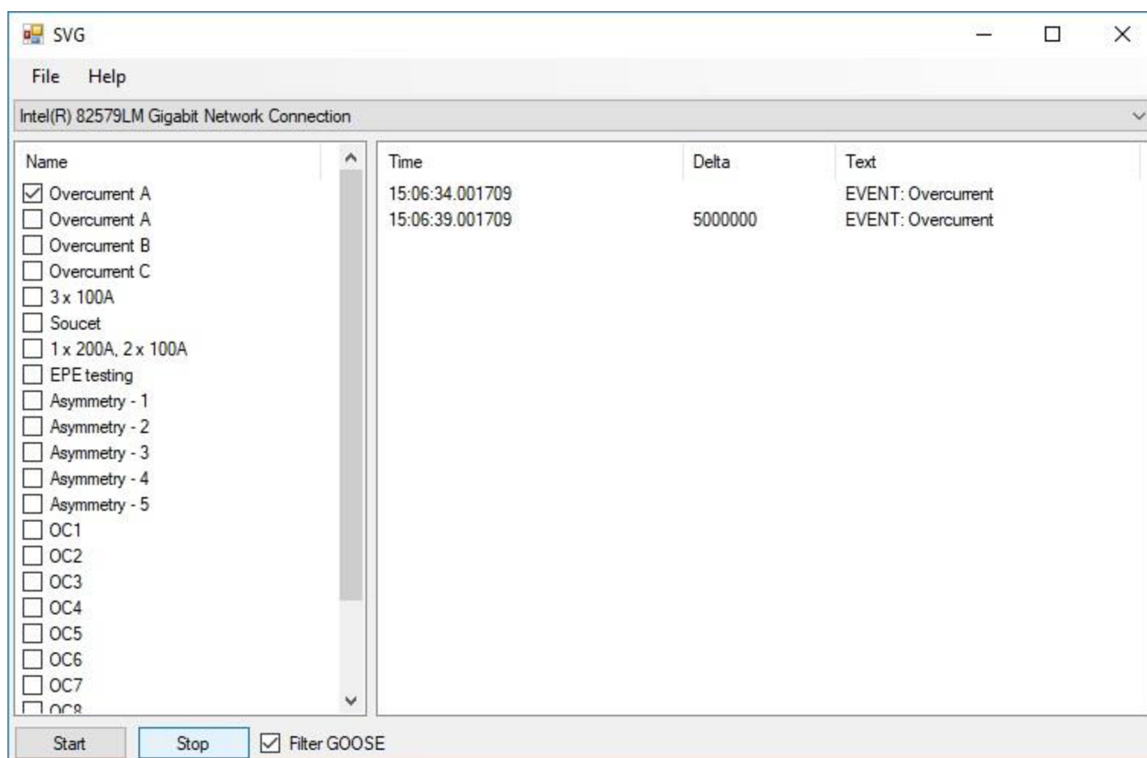 SVG
File Help
Intel(R) 82579LM Gigabit Network Connection
Name
Overcurrent A
Overcurrent A
Overcurrent B
Overcurrent C
3 x 100A
Soucet
1 x 200A, 2 x 100A
EPE testing
Asymmetry - 1
Asymmetry - 2
Asymmetry - 3
Asymmetry - 4
Asymmetry - 5
OC1
OC2
OC3
OC4
OC5
OC6
OC7
OC8
Time Delta Text
15:06:34.001709 EVENT: Overcurrent
15:06:39.001709 5000000 EVENT: Overcurrent
Start Stop Filter GOOSE